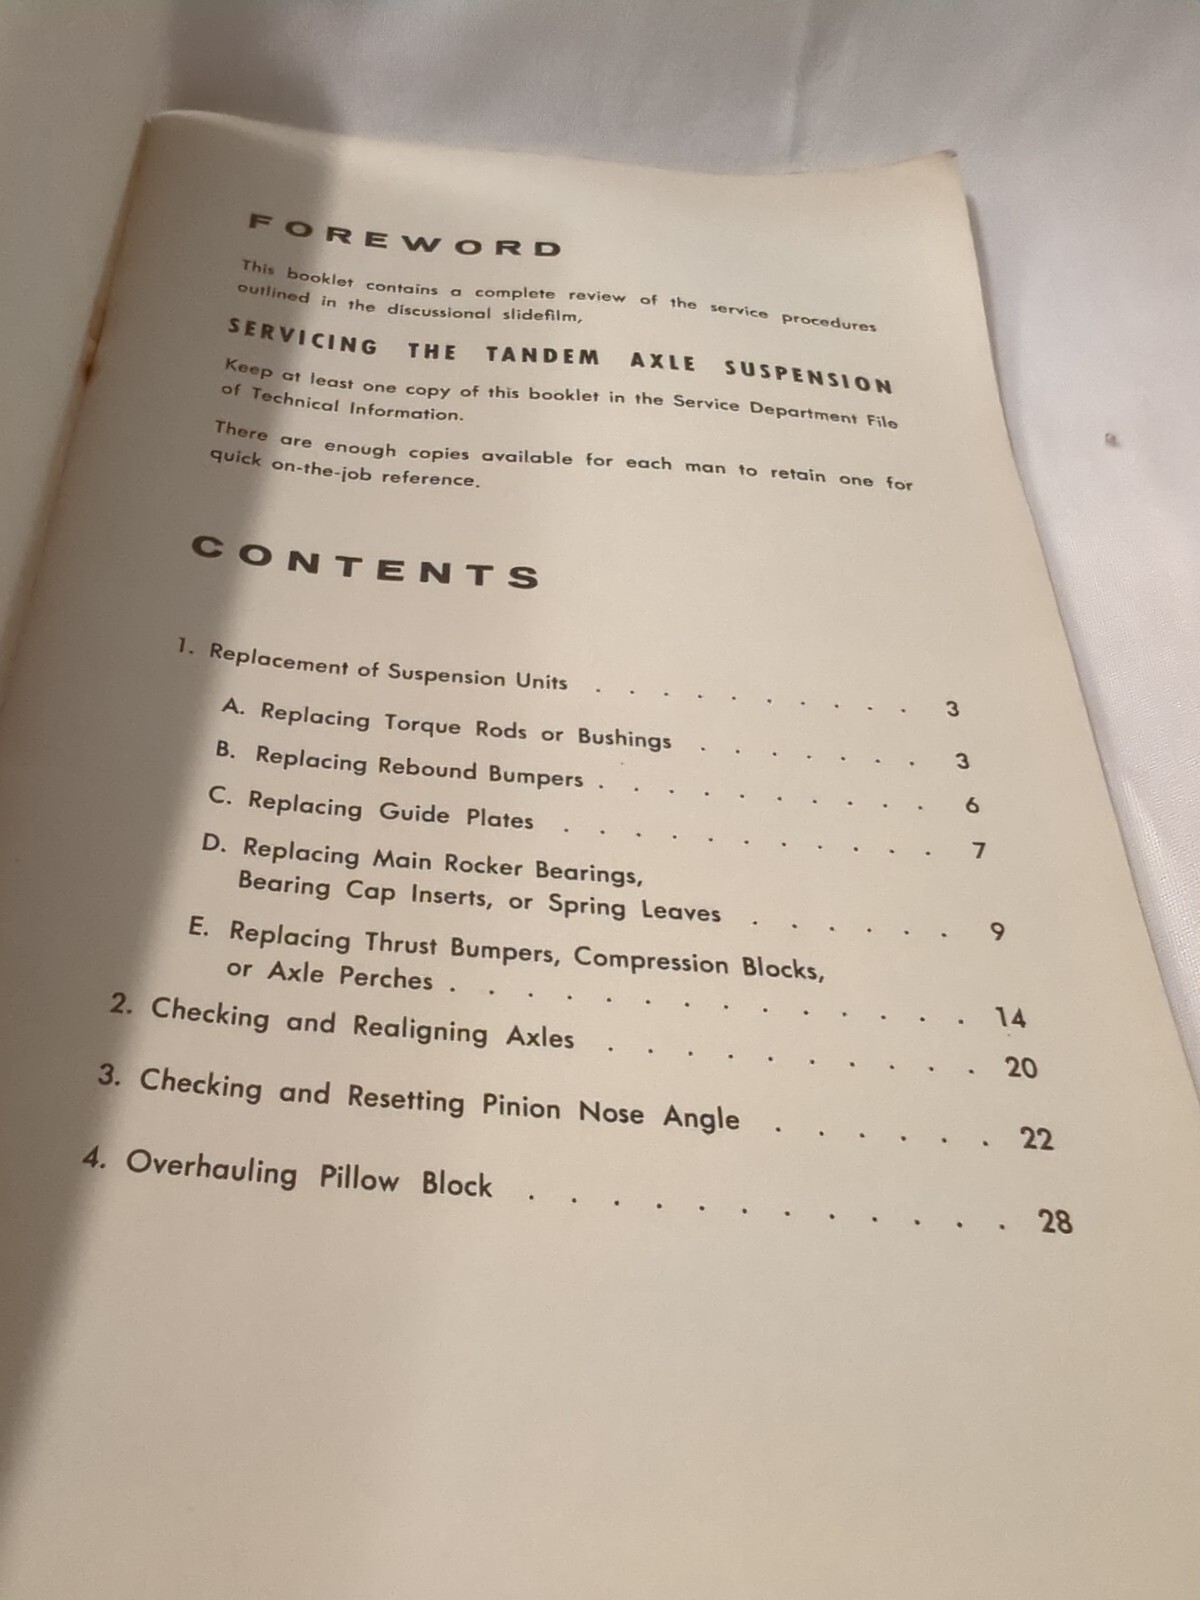 FOREWORD
This booklet contains a complete review of the service procedures
outlined in the discussional slidefilm,
SERVICING THE TANDEM AXLE SUSPENSION
Keep at least one copy of this booklet in the Service Department File
of Technical Information.
There are enough copies available for each man to retain one for
quick on-the-job reference.
CONTENTS
1. Replacement of Suspension Units . . . . . . . . . . 3
A. Replacing Torque Rods or Bushings . . . . . . . 3
B. Replacing Rebound Bumpers . . . . . . . . . . 6
C. Replacing Guide Plates . . . . . . . . . . . 7
D. Replacing Main Rocker Bearings,
Bearing Cap Inserts, or Spring Leaves . . . . . . 9
E. Replacing Thrust Bumpers, Compression Blocks,
or Axle Perches . . . . . . . . . . . . . . 14
2. Checking and Realigning Axles . . . . . . . . . . 20
3. Checking and Resetting Pinion Nose Angle . . . . . . 22
4. Overhauling Pillow Block . . . . . . . . . . . . 28